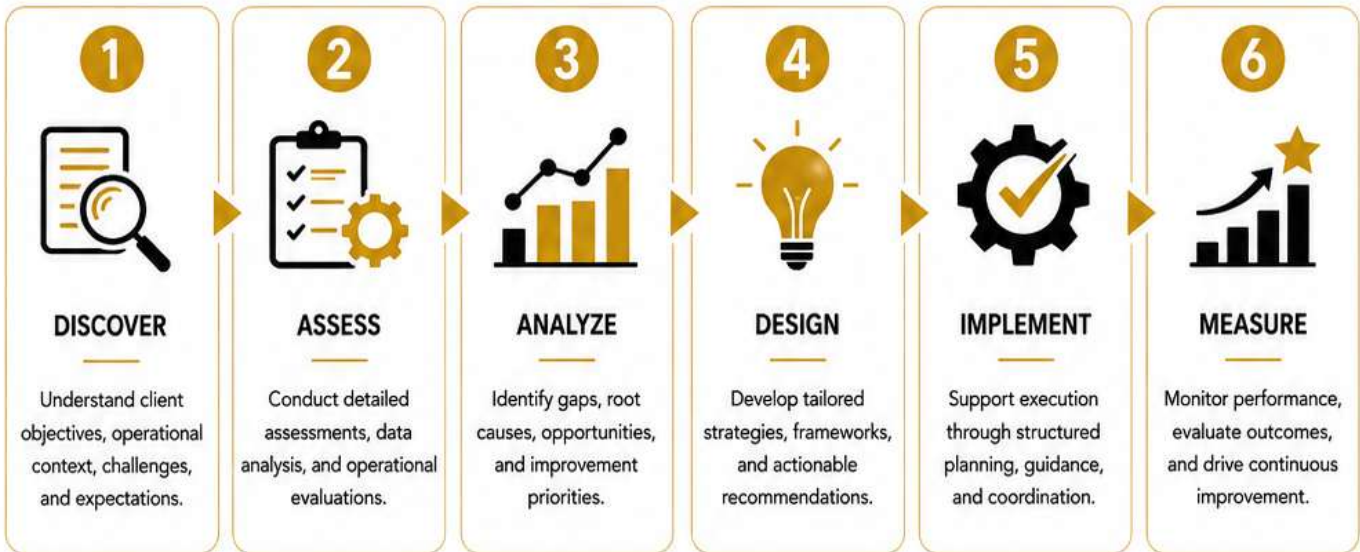 1
DISCOVER
Understand client
objectives, operational
context, challenges,
and expectations.
2
ASSESS
Conduct detailed
assessments, data
analysis, and operational
evaluations.
3
ANALYZE
Identify gaps, root
causes, opportunities,
and improvement
priorities.
4
DESIGN
Develop tailored
strategies, frameworks,
and actionable
recommendations.
5
IMPLEMENT
Support execution
through structured
planning, guidance,
and coordination.
6
MEASURE
Monitor performance,
evaluate outcomes,
and drive continuous
improvement.